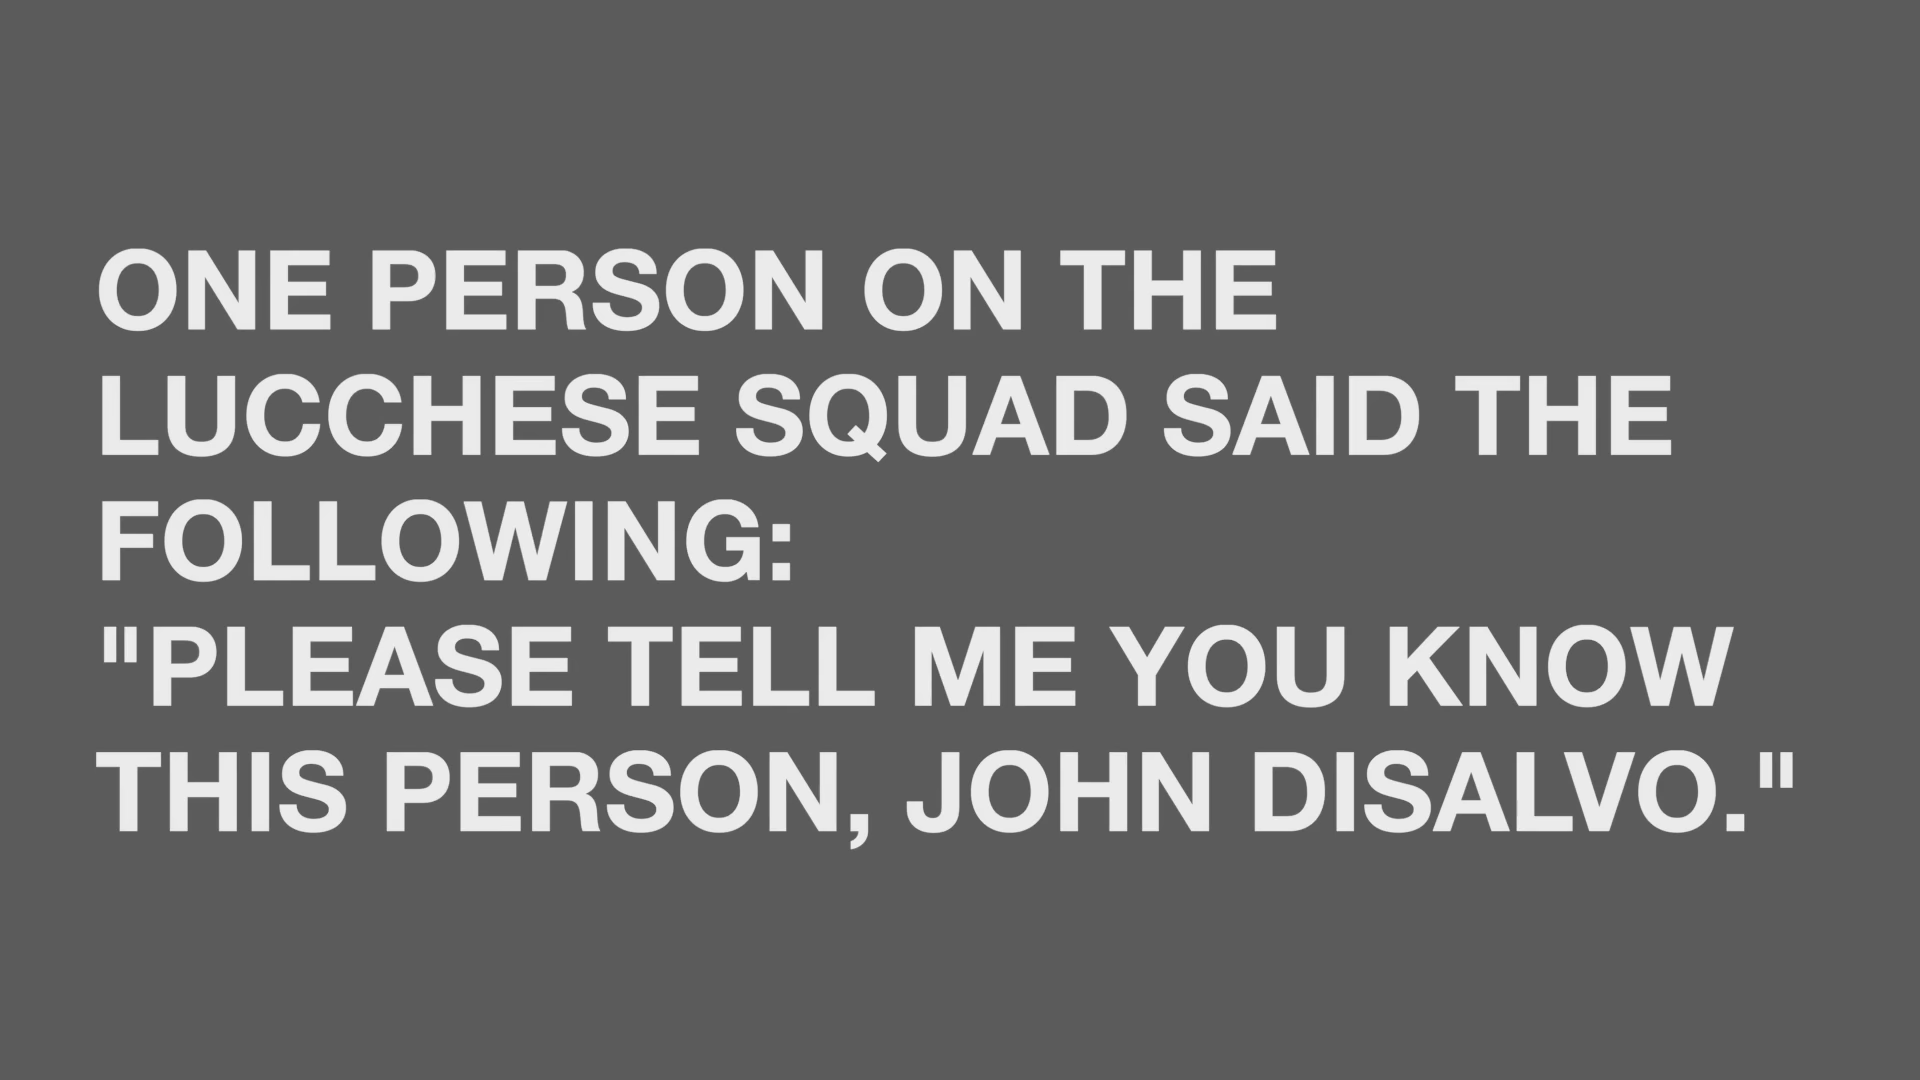 ONE PERSON ON THE
LUCCHESE SQUAD SAID THE
FOLLOWING:
"PLEASE TELL ME YOU KNOW
THIS PERSON, JOHN DISALVO."